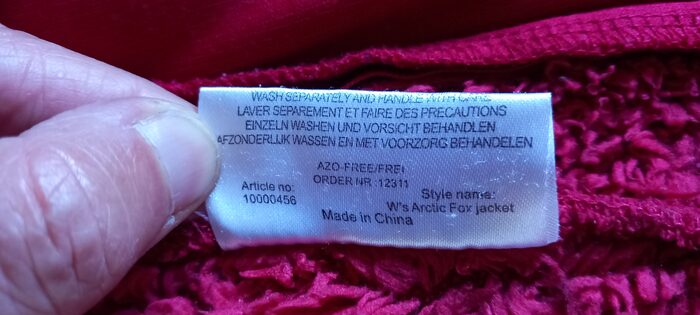 WASH SEPARATELY AND HANDLE WITH CARE
LAVER SEPAREMENT ET FAIRE DES PRECAUTIONS
EINZELN WASHEN UND VORSICHT BEHANDLEN
AFZONDERLIJK WASSEN EN MET VOORZORG BEHANDELEN
AZO-FREE/FREI
ORDER NR :12311
Article no:
10000456
Style name:
W's Arctic Fox jacket
Made in China